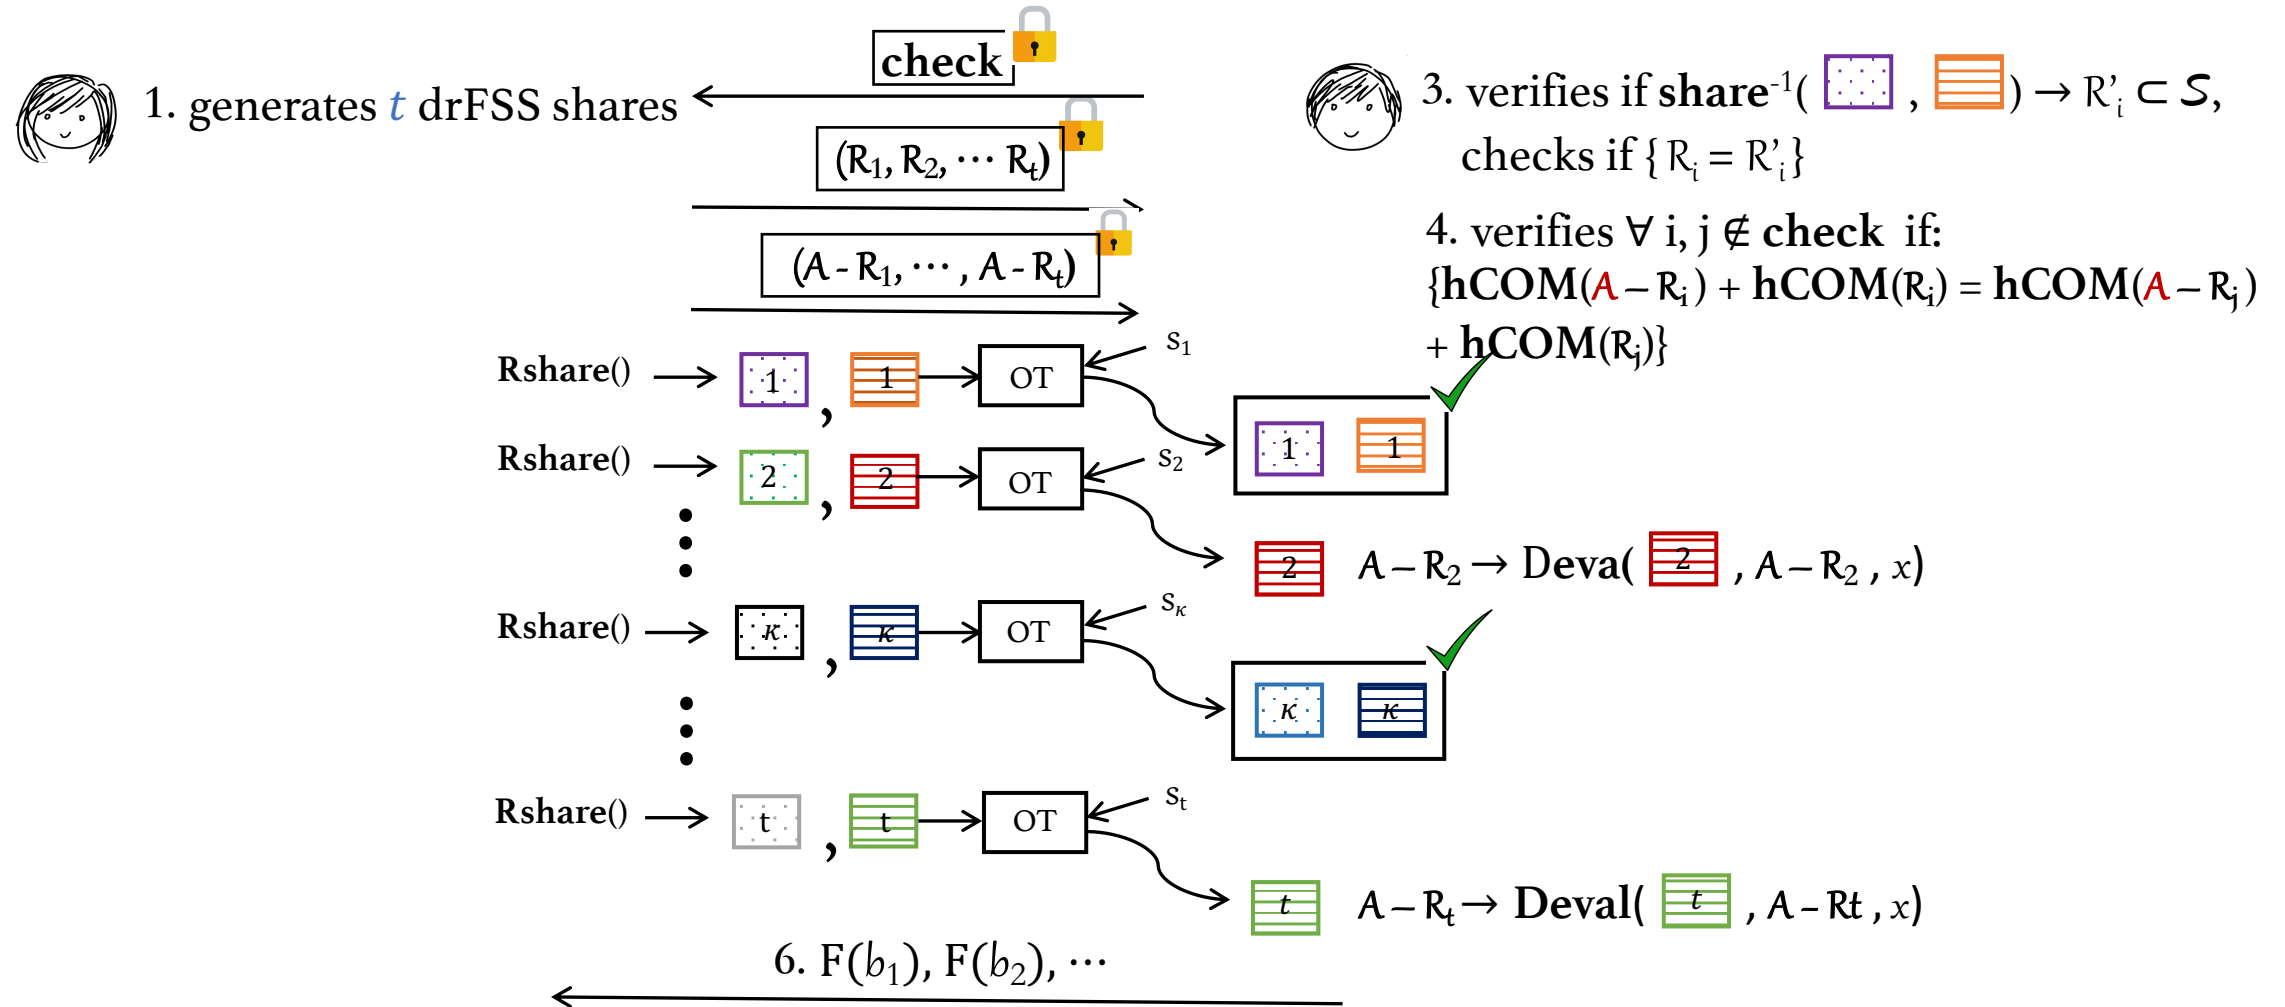 check
1. generates t drFSS shares
(R₁, R₂, ⋯ Rₜ)
(A - R₁, ⋯ , A - Rₜ)
3. verifies if share⁻¹( , ) → R'ᵢ ⊂ S,
checks if { Rᵢ = R'ᵢ}
4. verifies ∀ i, j ∉ check if:
{hCOM(A – Rᵢ) + hCOM(Rᵢ) = hCOM(A – Rⱼ)
+ hCOM(Rⱼ)}
Rshare() 1 , 1 OT s₁
1 1
Rshare() 2 , 2 OT s₂
2 A – R₂ → Deva( 2 , A – R₂ , x)
Rshare() κ , κ OT s_κ
κ κ
Rshare() t , t OT sₜ
t A – Rₜ → Deval( t , A – Rt , x)
6. F(b₁), F(b₂), ⋯